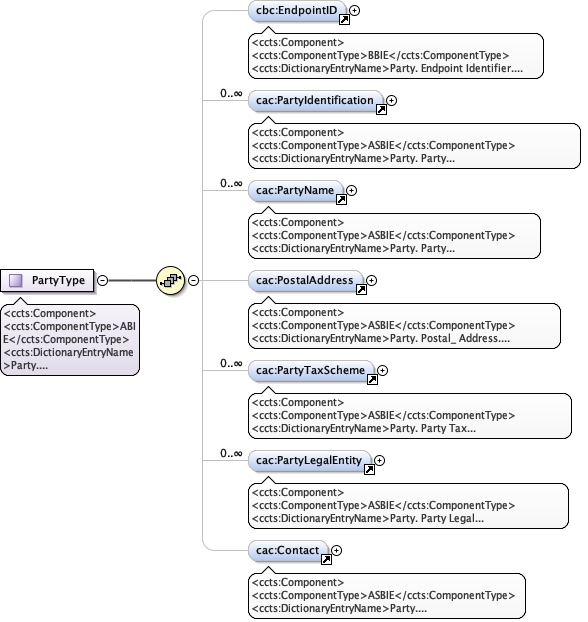 cbc:EndpointID
<ccts:Component>
<ccts:ComponentType>BBIE</ccts:ComponentType>
<ccts:DictionaryEntryName>Party. Endpoint Identifier....
0..∞
cac:PartyIdentification
<ccts:Component>
<ccts:ComponentType>ASBIE</ccts:ComponentType>
<ccts:DictionaryEntryName>Party. Party...
0..∞
cac:PartyName
<ccts:Component>
<ccts:ComponentType>ASBIE</ccts:ComponentType>
<ccts:DictionaryEntryName>Party. Party...
PartyType
<ccts:Component>
<ccts:ComponentType>ABI
E</ccts:ComponentType>
<ccts:DictionaryEntryName
>Party....
cac:PostalAddress
<ccts:Component>
<ccts:ComponentType>ASBIE</ccts:ComponentType>
<ccts:DictionaryEntryName>Party. Postal_ Address....
0..∞
cac:PartyTaxScheme
<ccts:Component>
<ccts:ComponentType>ASBIE</ccts:ComponentType>
<ccts:DictionaryEntryName>Party. Party Tax...
0..∞
cac:PartyLegalEntity
<ccts:Component>
<ccts:ComponentType>ASBIE</ccts:ComponentType>
<ccts:DictionaryEntryName>Party. Party Legal...
cac:Contact
<ccts:Component>
<ccts:ComponentType>ASBIE</ccts:ComponentType>
<ccts:DictionaryEntryName>Party....